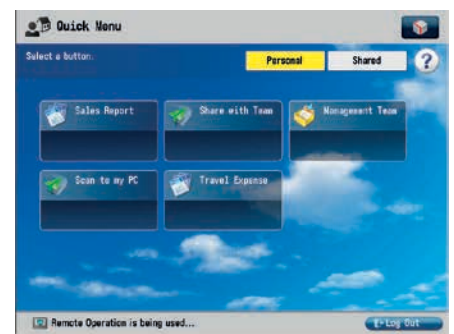 Quick Menu
Select a button.
Personal
Shared
?
Sales Report
Share with Team
Management Team
Scan to my PC
Travel Expense
Remote Operation is being used...
Log Out